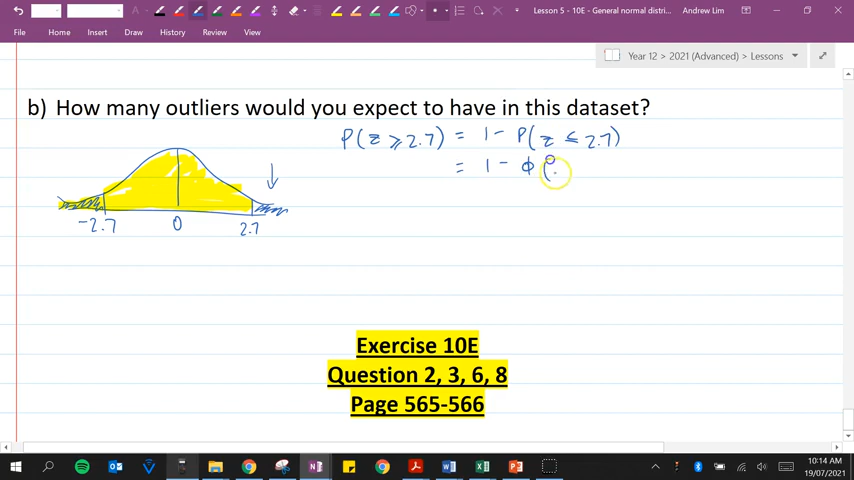 Lesson 5 - 10E - General normal distri...
Andrew Lim
File Home Insert Draw History Review View
Year 12 > 2021 (Advanced) > Lessons
b) How many outliers would you expect to have in this dataset?
P(z ≥ 2.7) = 1 - P(z ≤ 2.7)
= 1 - φ(
-2.7 0 2.7
Exercise 10E
Question 2, 3, 6, 8
Page 565-566
10:14 AM
19/07/2021